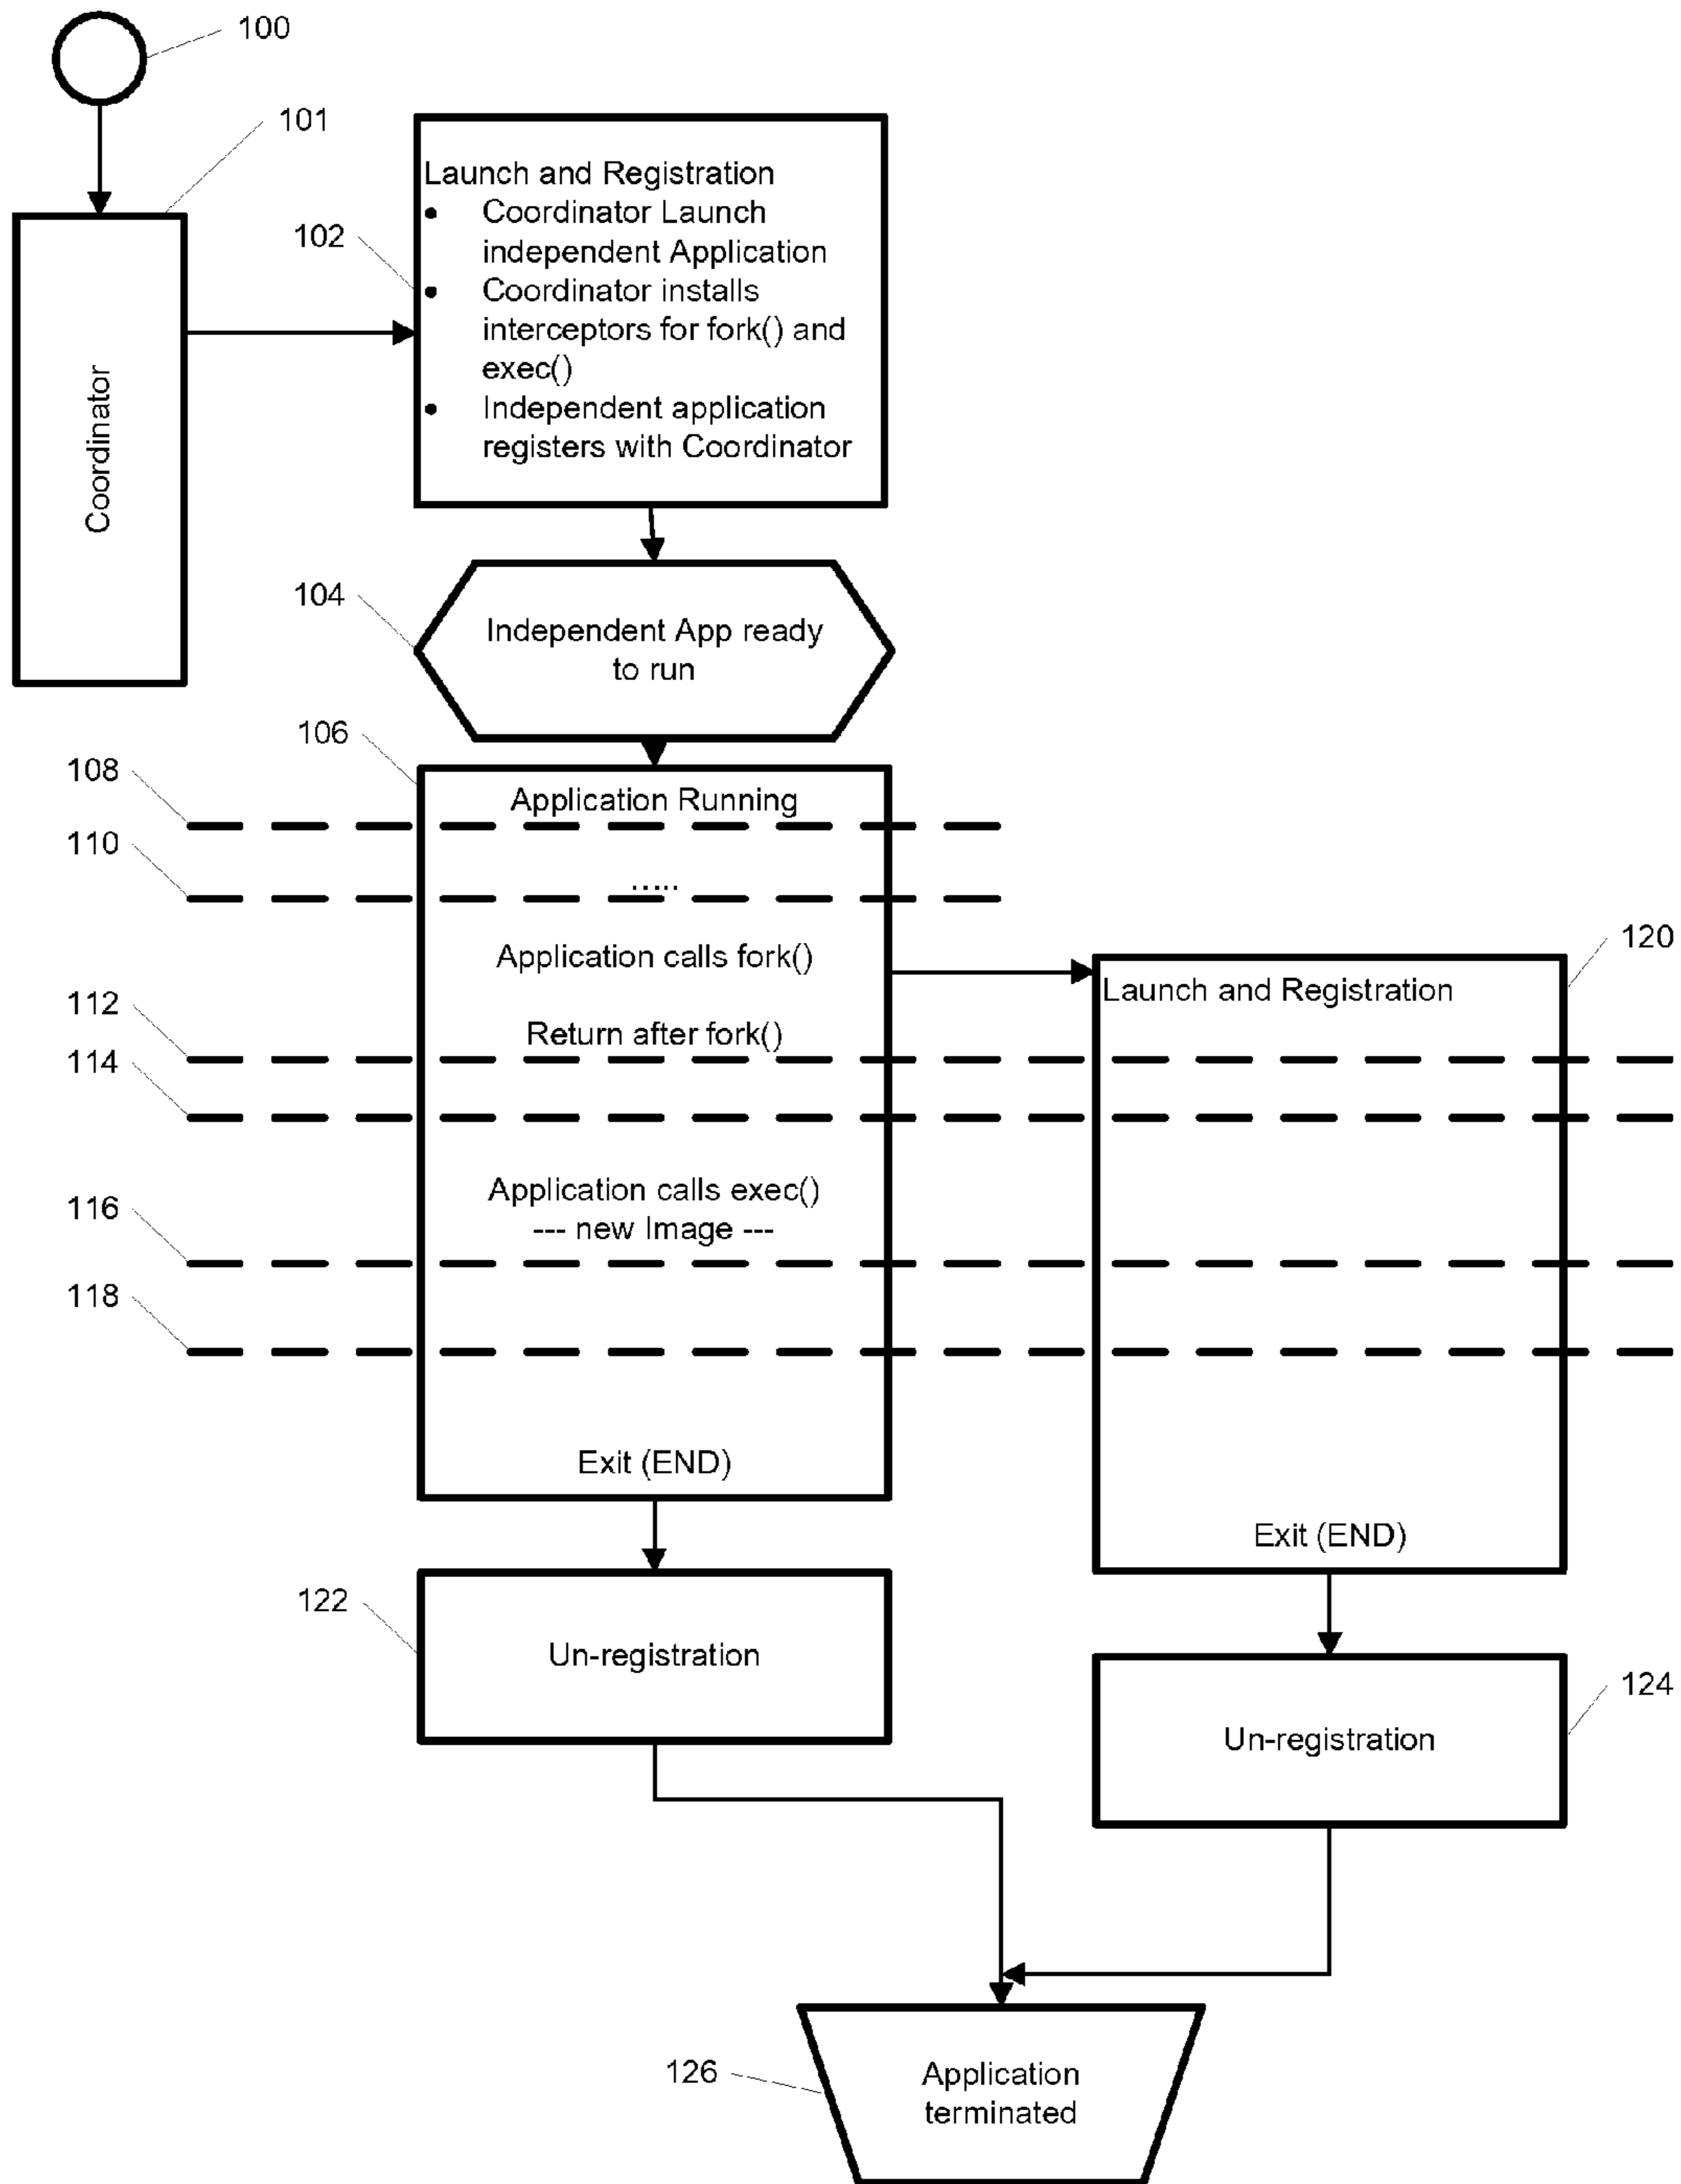 100
101
Coordinator
102
Launch and Registration
• Coordinator Launch
independent Application
• Coordinator installs
interceptors for fork() and
exec()
• Independent application
registers with Coordinator
104
Independent App ready
to run
106
108
Application Running
110
.....
Application calls fork()
120
Launch and Registration
112
Return after fork()
114
Application calls exec()
116
--- new Image ---
118
Exit (END)
Exit (END)
122
Un-registration
124
Un-registration
126
Application
terminated